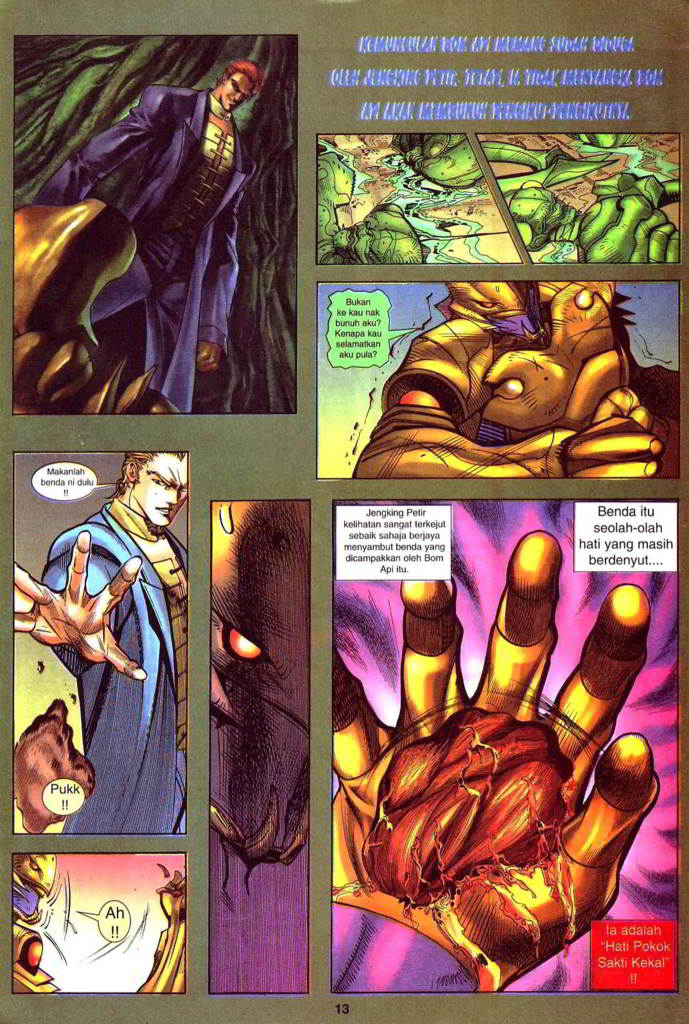 KEMUNCULAN BOM API MEMANG SUDAH DIDUGA
OLEH JENGKING PETIR. TETAPI, IA TIDAK MENYANGKA BOM
API AKAN MEMBUNUH PENGIKUT-PENGIKUTNYA.
Bukan
ke kau nak
bunuh aku?
Kenapa kau
selamatkan
aku pula?
Makanlah
benda ni dulu
!!
Pukk
!!
Ah
!!
Jengking Petir
kelihatan sangat terkejut
sebaik sahaja berjaya
menyambut benda yang
dicampakkan oleh Bom
Api itu.
Benda itu
seolah-olah
hati yang masih
berdenyut....
Ia adalah
"Hati Pokok
Sakti Kekal"
!!
13